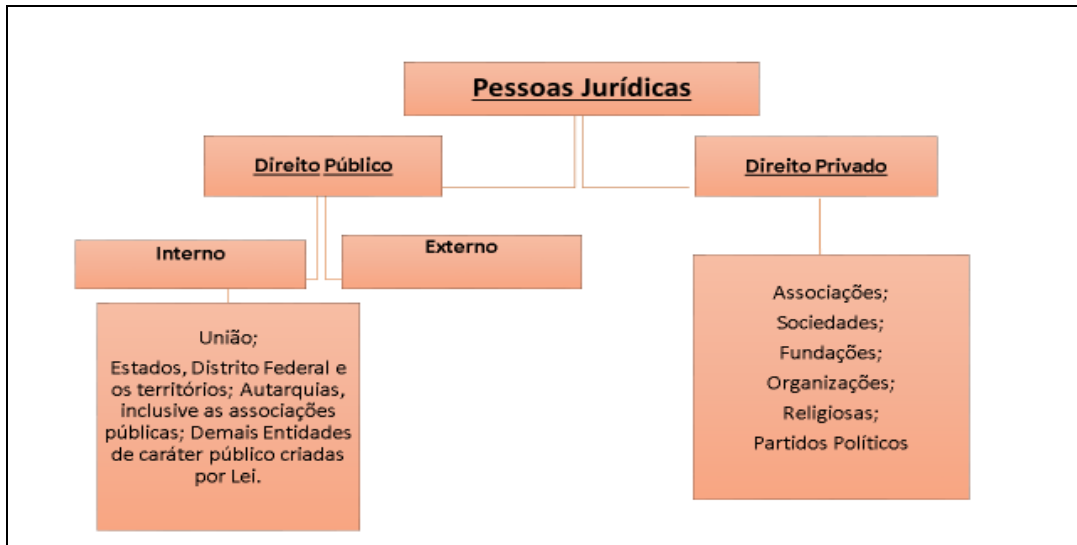 Pessoas Jurídicas
Direito Público
Direito Privado
Interno
Externo
União;
Estados, Distrito Federal e
os territórios; Autarquias,
inclusive as associações
públicas; Demais Entidades
de caráter público criadas
por Lei.
Associações;
Sociedades;
Fundações;
Organizações;
Religiosas;
Partidos Políticos